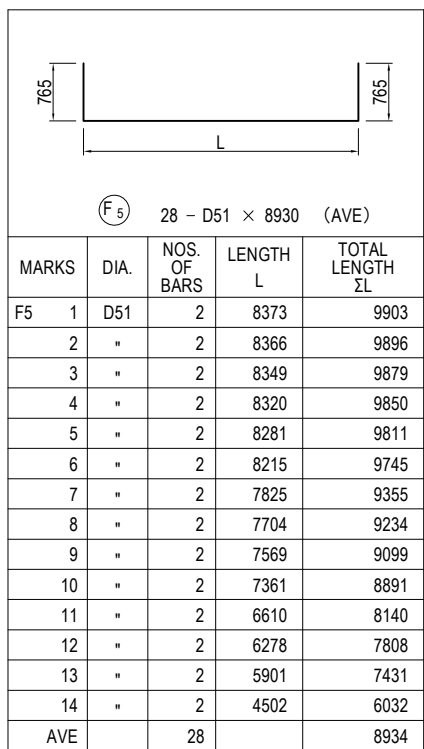 765
765
L
F 5 28 - D51 × 8930 (AVE)
MARKS DIA. NOS. OF BARS LENGTH L TOTAL LENGTH ΣL
F5 1 D51 2 8373 9903
2 " 2 8366 9896
3 " 2 8349 9879
4 " 2 8320 9850
5 " 2 8281 9811
6 " 2 8215 9745
7 " 2 7825 9355
8 " 2 7704 9234
9 " 2 7569 9099
10 " 2 7361 8891
11 " 2 6610 8140
12 " 2 6278 7808
13 " 2 5901 7431
14 " 2 4502 6032
AVE 28 8934